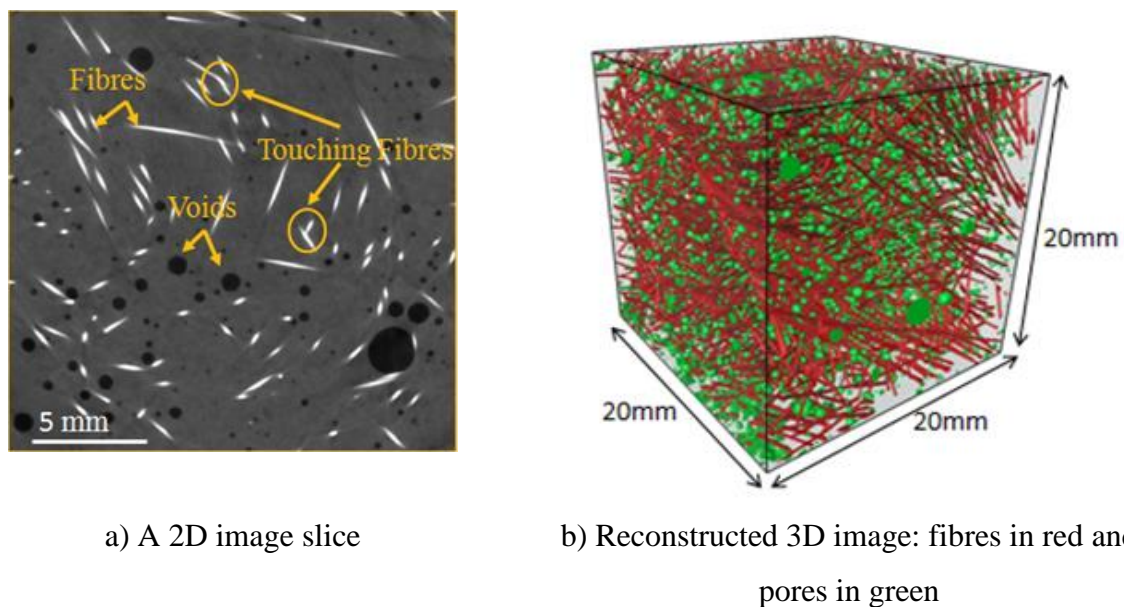 Fibres
Touching Fibres
Voids
5 mm
20mm
20mm
20mm
a) A 2D image slice
b) Reconstructed 3D image: fibres in red and
pores in green